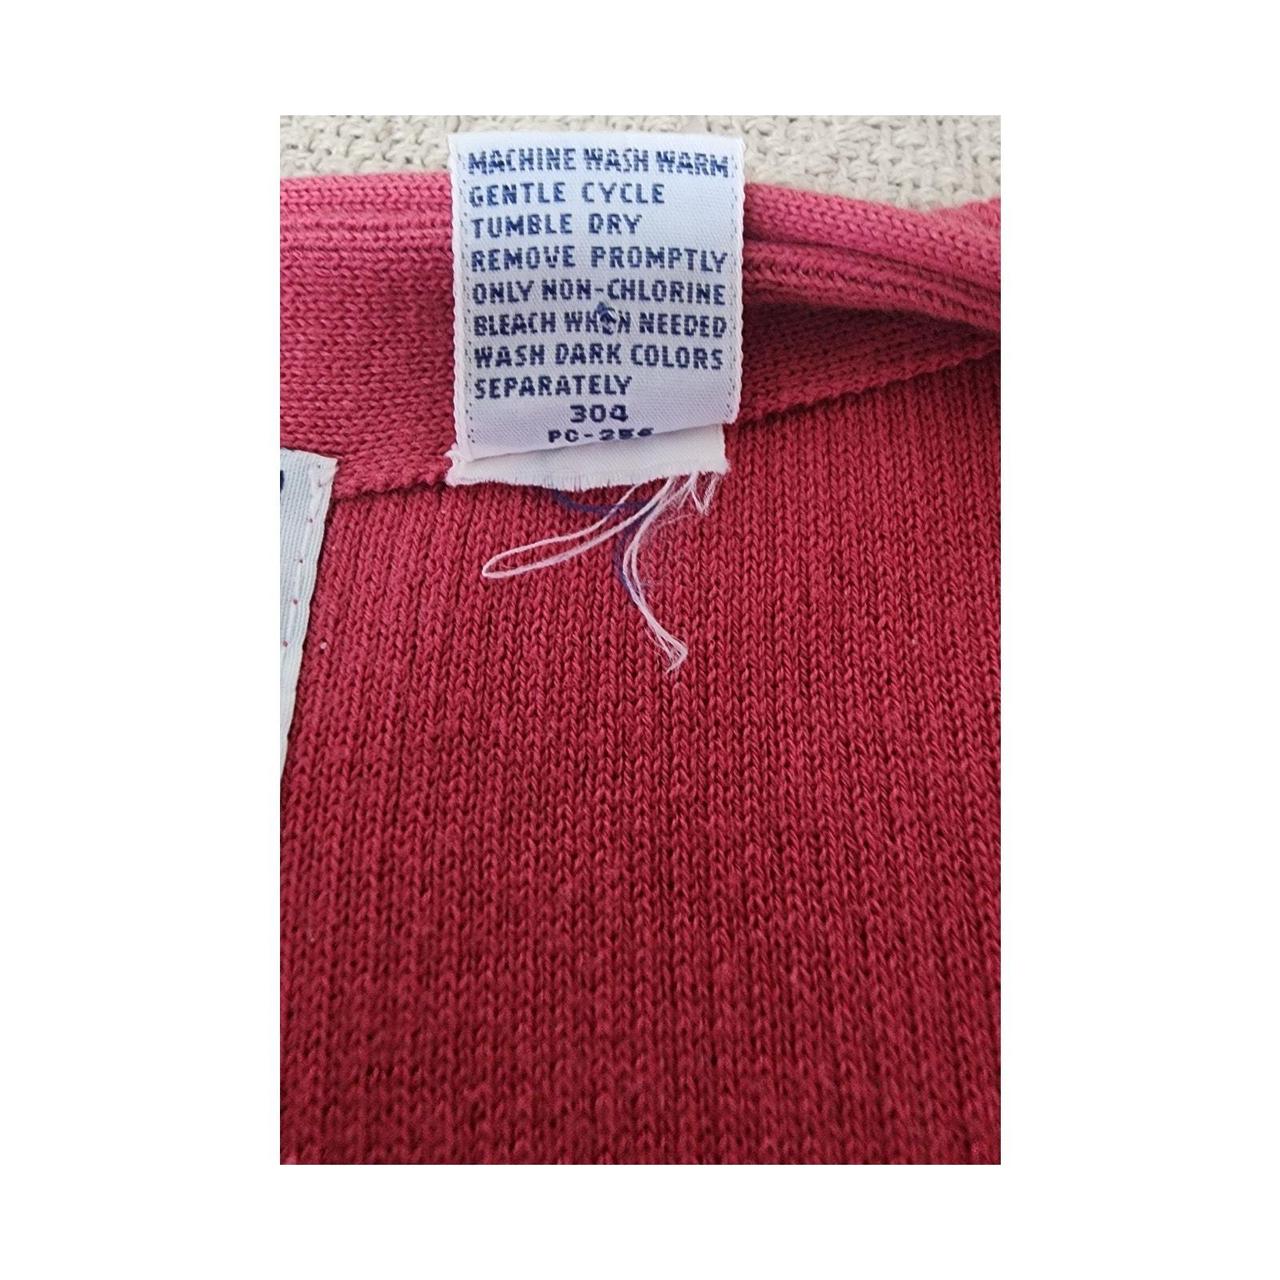 MACHINE WASH WARM
GENTLE CYCLE
TUMBLE DRY
REMOVE PROMPTLY
ONLY NON-CHLORINE
BLEACH WHEN NEEDED
WASH DARK COLORS
SEPARATELY
304